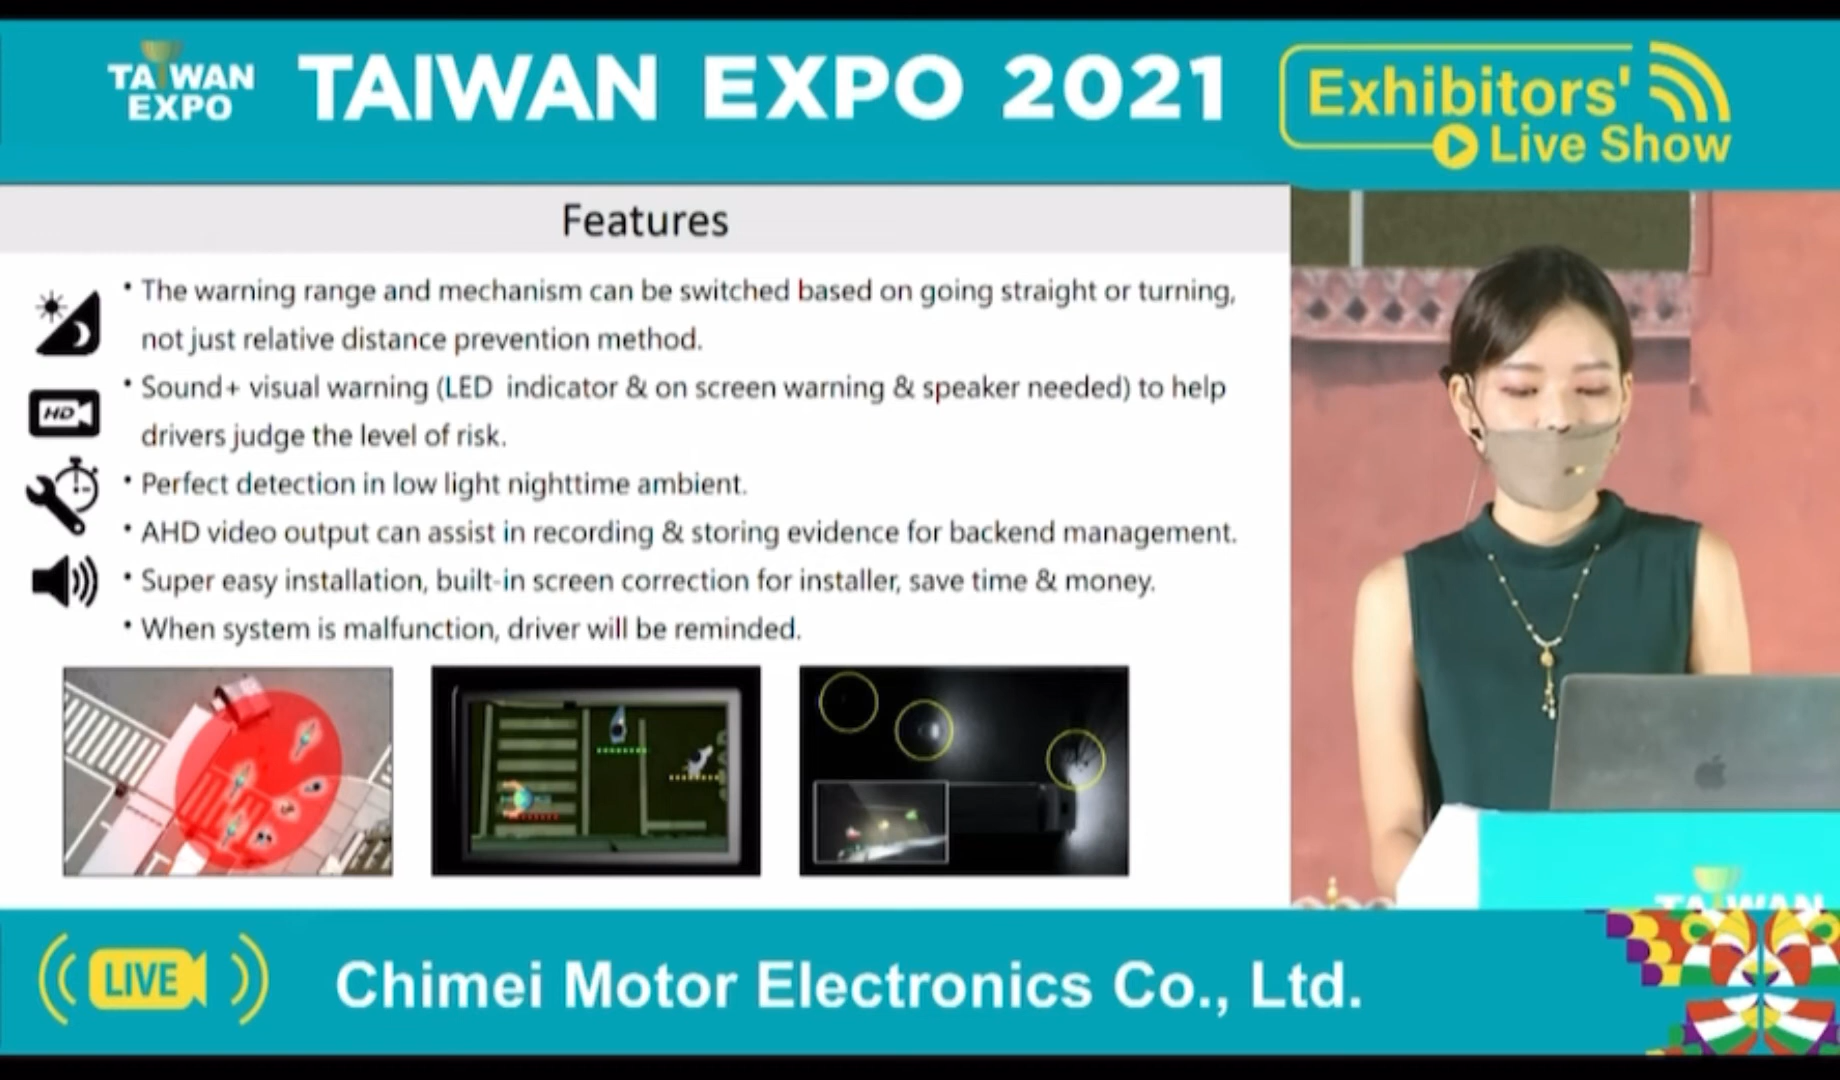 TAIWAN
EXPO
TAIWAN EXPO 2021
Exhibitors'
Live Show
Features
• The warning range and mechanism can be switched based on going straight or turning,
not just relative distance prevention method.
• Sound+ visual warning (LED indicator & on screen warning & speaker needed) to help
drivers judge the level of risk.
• Perfect detection in low light nighttime ambient.
• AHD video output can assist in recording & storing evidence for backend management.
• Super easy installation, built-in screen correction for installer, save time & money.
• When system is malfunction, driver will be reminded.
HD
TAIWAN
LIVE
Chimei Motor Electronics Co., Ltd.